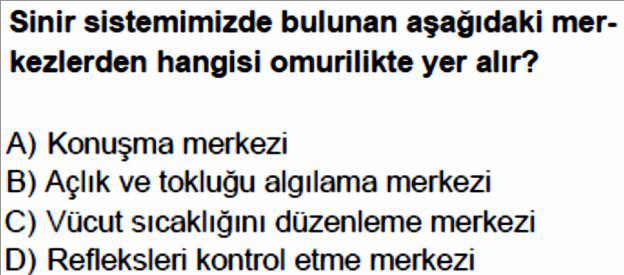 Sinir sistemimizde bulunan aşağıdaki mer-
kezlerden hangisi omurilikte yer alır?
A) Konuşma merkezi
B) Açlık ve tokluğu algılama merkezi
C) Vücut sıcaklığını düzenleme merkezi
D) Refleksleri kontrol etme merkezi